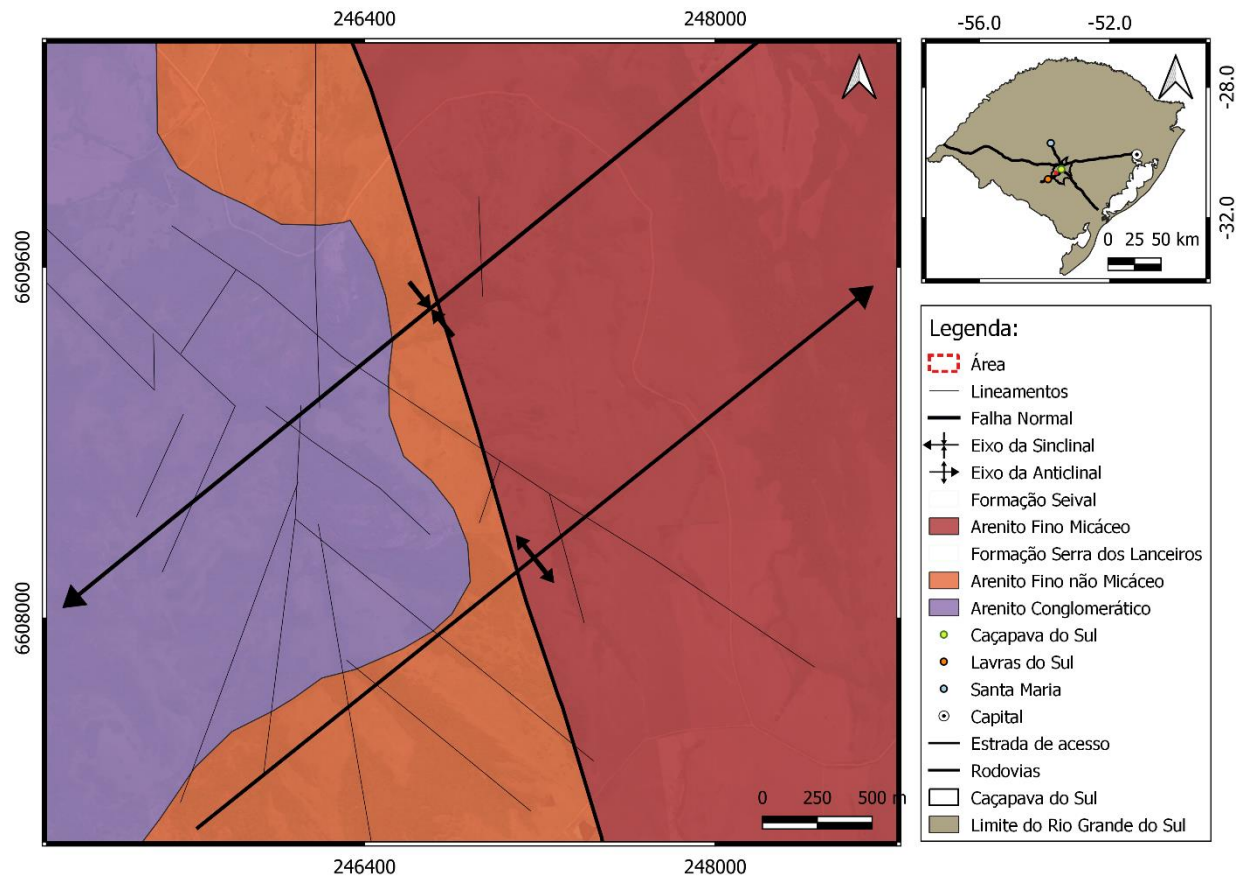 246400
248000
6609600
6608000
0 250 500 m
246400
248000
-56.0
-52.0
-28.0
-32.0
0 25 50 km
Legenda:
Área
Lineamentos
Falha Normal
Eixo da Sinclinal
Eixo da Anticlinal
Formação Seival
Arenito Fino Micáceo
Formação Serra dos Lanceiros
Arenito Fino não Micáceo
Arenito Conglomerático
Caçapava do Sul
Lavras do Sul
Santa Maria
Capital
Estrada de acesso
Rodovias
Caçapava do Sul
Limite do Rio Grande do Sul